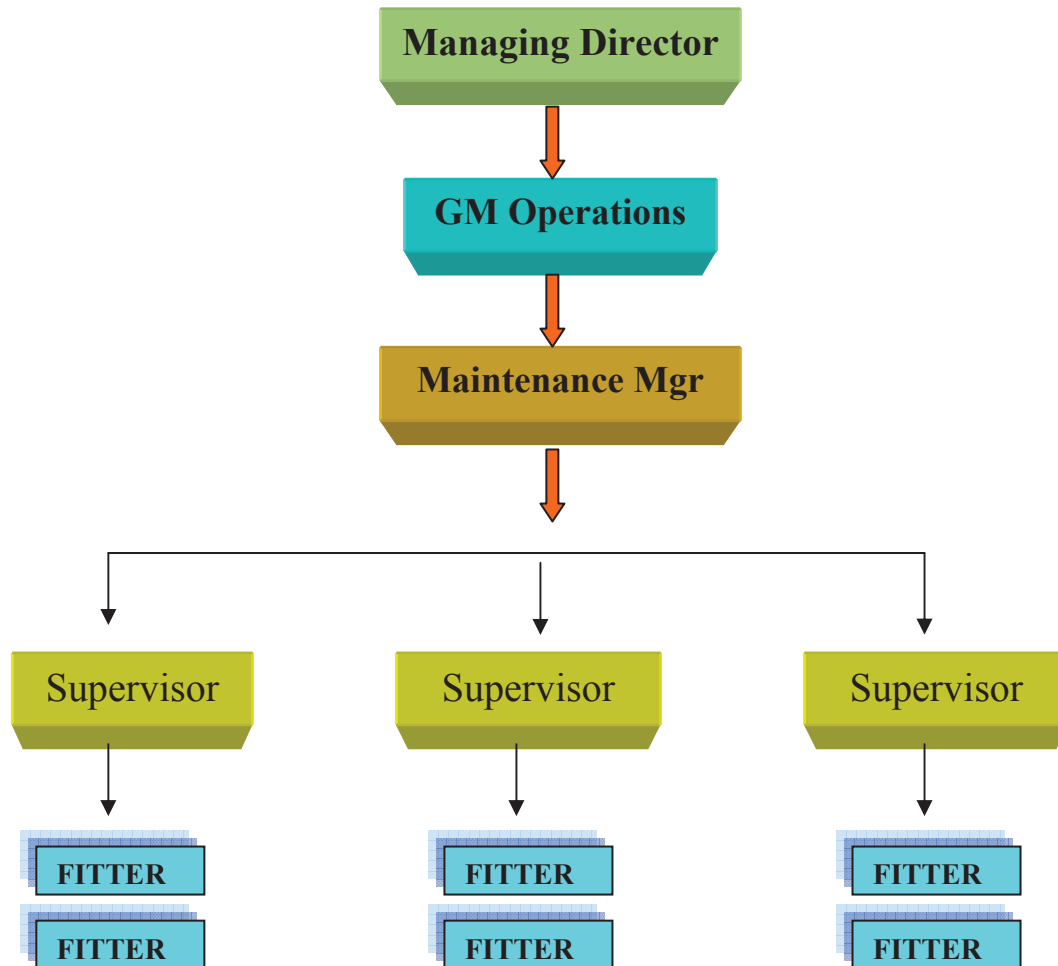 Managing Director
GM Operations
Maintenance Mgr
Supervisor Supervisor Supervisor
FITTER FITTER FITTER
FITTER FITTER FITTER